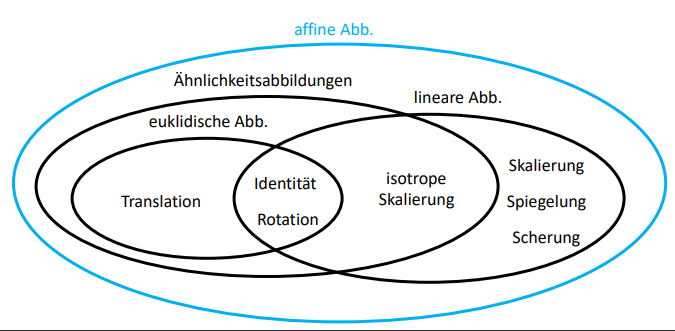 affine Abb.
Ähnlichkeitsabbildungen
lineare Abb.
euklidische Abb.
Translation
Identität
Rotation
isotrope
Skalierung
Skalierung
Spiegelung
Scherung